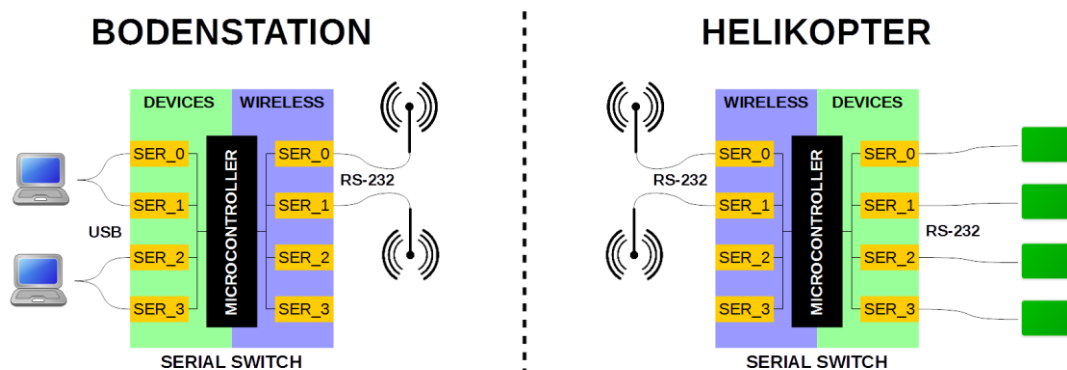 BODENSTATION
DEVICES
WIRELESS
SER_0
SER_1
SER_2
SER_3
MICROCONTROLLER
SER_0
SER_1
SER_2
SER_3
USB
RS-232
SERIAL SWITCH
HELIKOPTER
WIRELESS
DEVICES
SER_0
SER_1
SER_2
SER_3
MICROCONTROLLER
SER_0
SER_1
SER_2
SER_3
RS-232
RS-232
SERIAL SWITCH